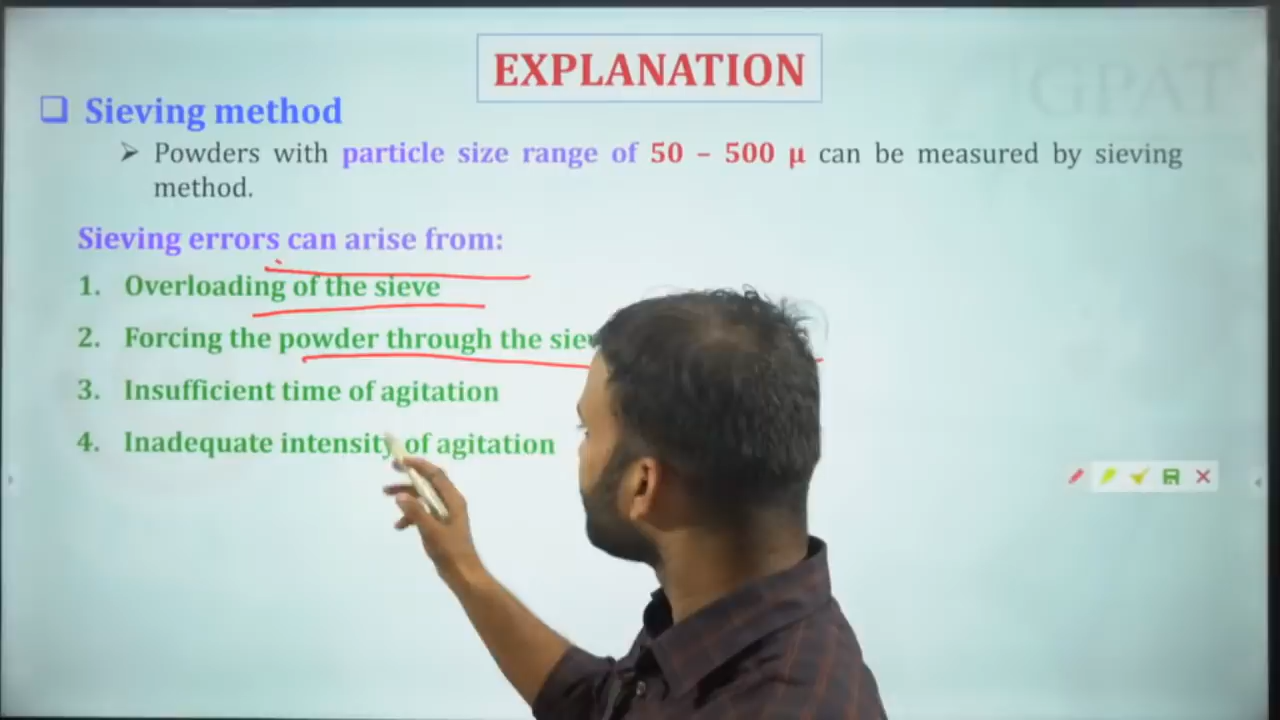 EXPLANATION
GPAT
❑ Sieving method
➢ Powders with particle size range of 50 – 500 µ can be measured by sieving
method.
Sieving errors can arise from:
1. Overloading of the sieve
2. Forcing the powder through the
3. Insufficient time of agitation
4. Inadequate intensity of agitation